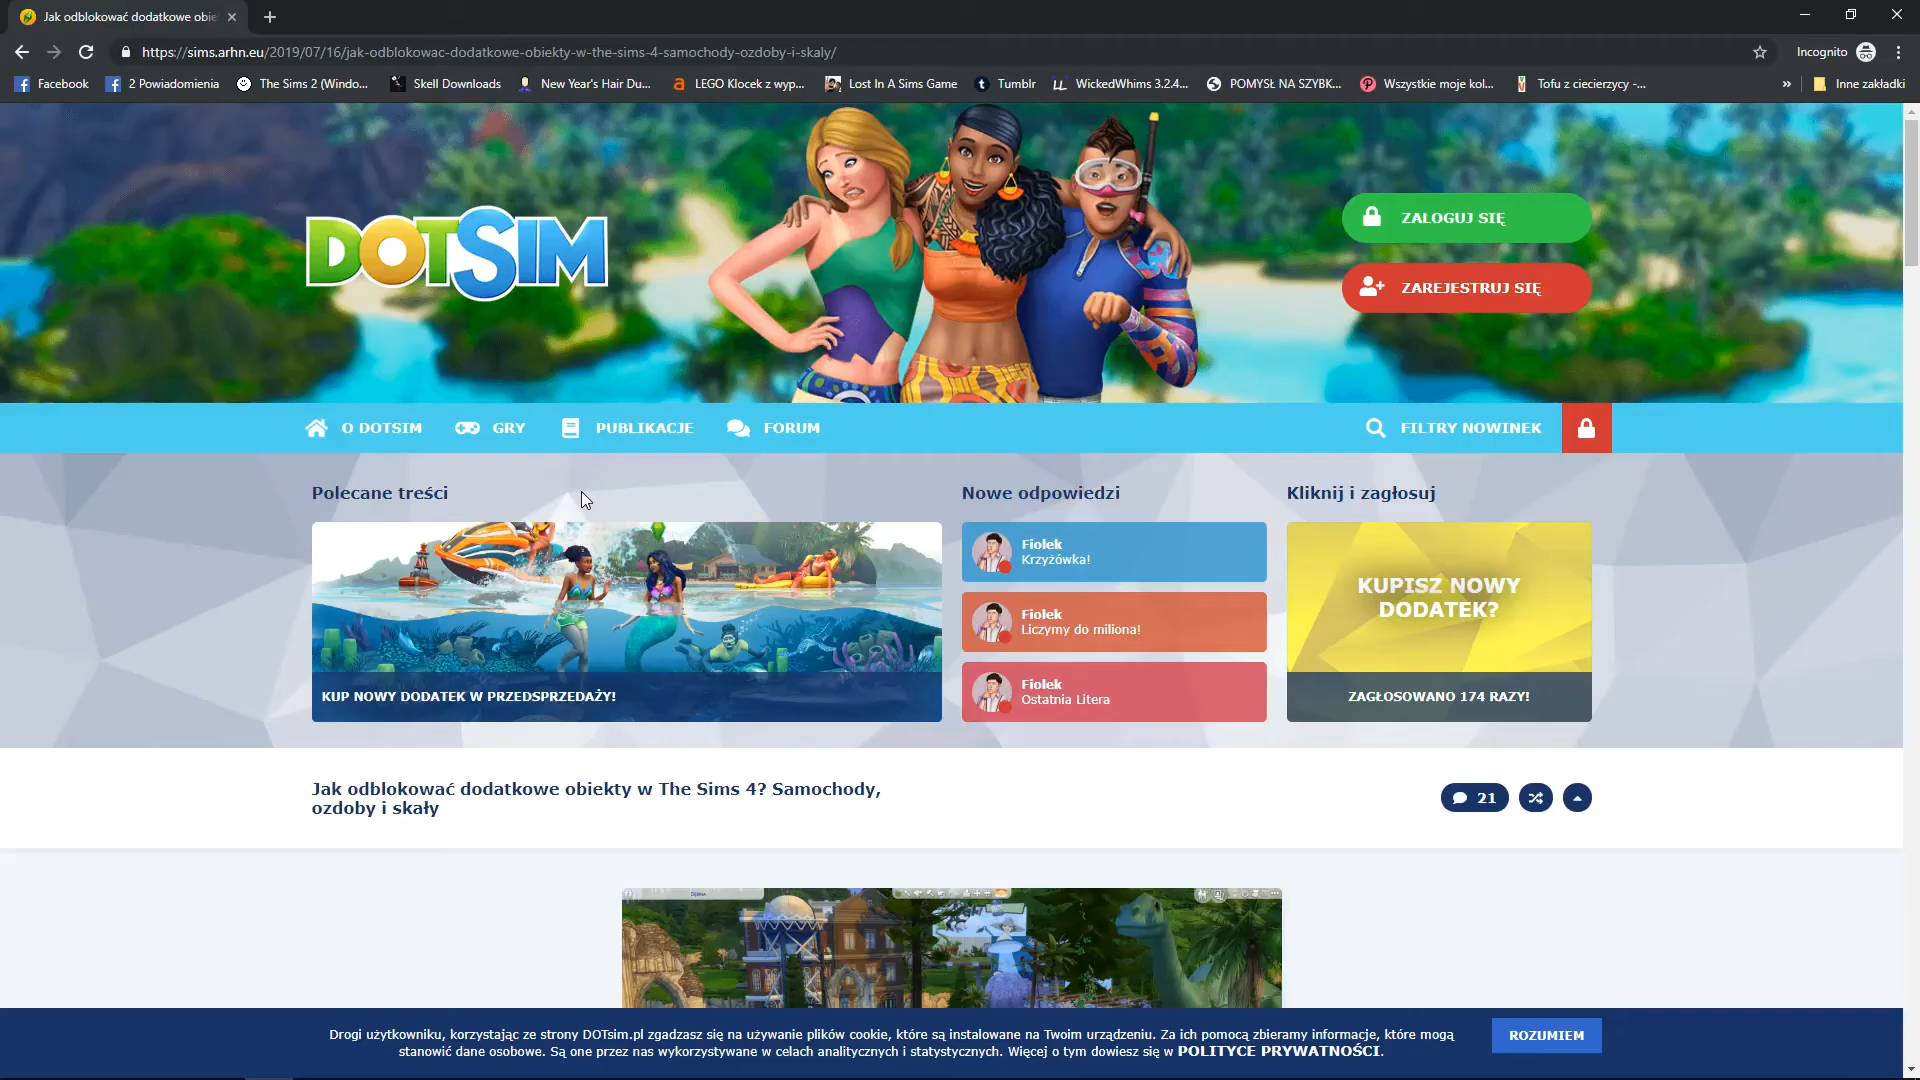 Jak odblokować dodatkowe obie
https://sims.arhn.eu/2019/07/16/jak-odblokowac-dodatkowe-obiekty-w-the-sims-4-samochody-ozdoby-i-skaly/
Incognito
Facebook
2 Powiadomienia
The Sims 2 (Windo...
Skell Downloads
New Year's Hair Du...
LEGO Klocek z wyp...
Lost In A Sims Game
Tumblr
WickedWhims 3.2.4...
POMYSŁ NA SZYBK...
Wszystkie moje kol...
Tofu z ciecierzycy -...
»
Inne zakładki
DOTSIM
ZALOGUJ SIĘ
ZAREJESTRUJ SIĘ
O DOTSIM
GRY
PUBLIKACJE
FORUM
FILTRY NOWINEK
Polecane treści
KUP NOWY DODATEK W PRZEDSPRZEDAŻY!
Nowe odpowiedzi
Fiolek
Krzyżówka!
Fiolek
Liczymy do miliona!
Fiolek
Ostatnia Litera
Kliknij i zagłosuj
KUPISZ NOWY
DODATEK?
ZAGŁOSOWANO 174 RAZY!
Jak odblokować dodatkowe obiekty w The Sims 4? Samochody,
ozdoby i skały
21
Drogi użytkowniku, korzystając ze strony DOTsim.pl zgadzasz się na używanie plików cookie, które są instalowane na Twoim urządzeniu. Za ich pomocą zbieramy informacje, które mogą
stanowić dane osobowe. Są one przez nas wykorzystywane w celach analitycznych i statystycznych. Więcej o tym dowiesz się w POLITYCE PRYWATNOŚCI.
ROZUMIEM